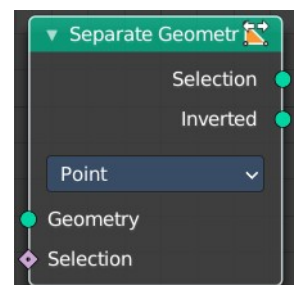 Separate Geometr
Selection
Inverted
Point
Geometry
Selection